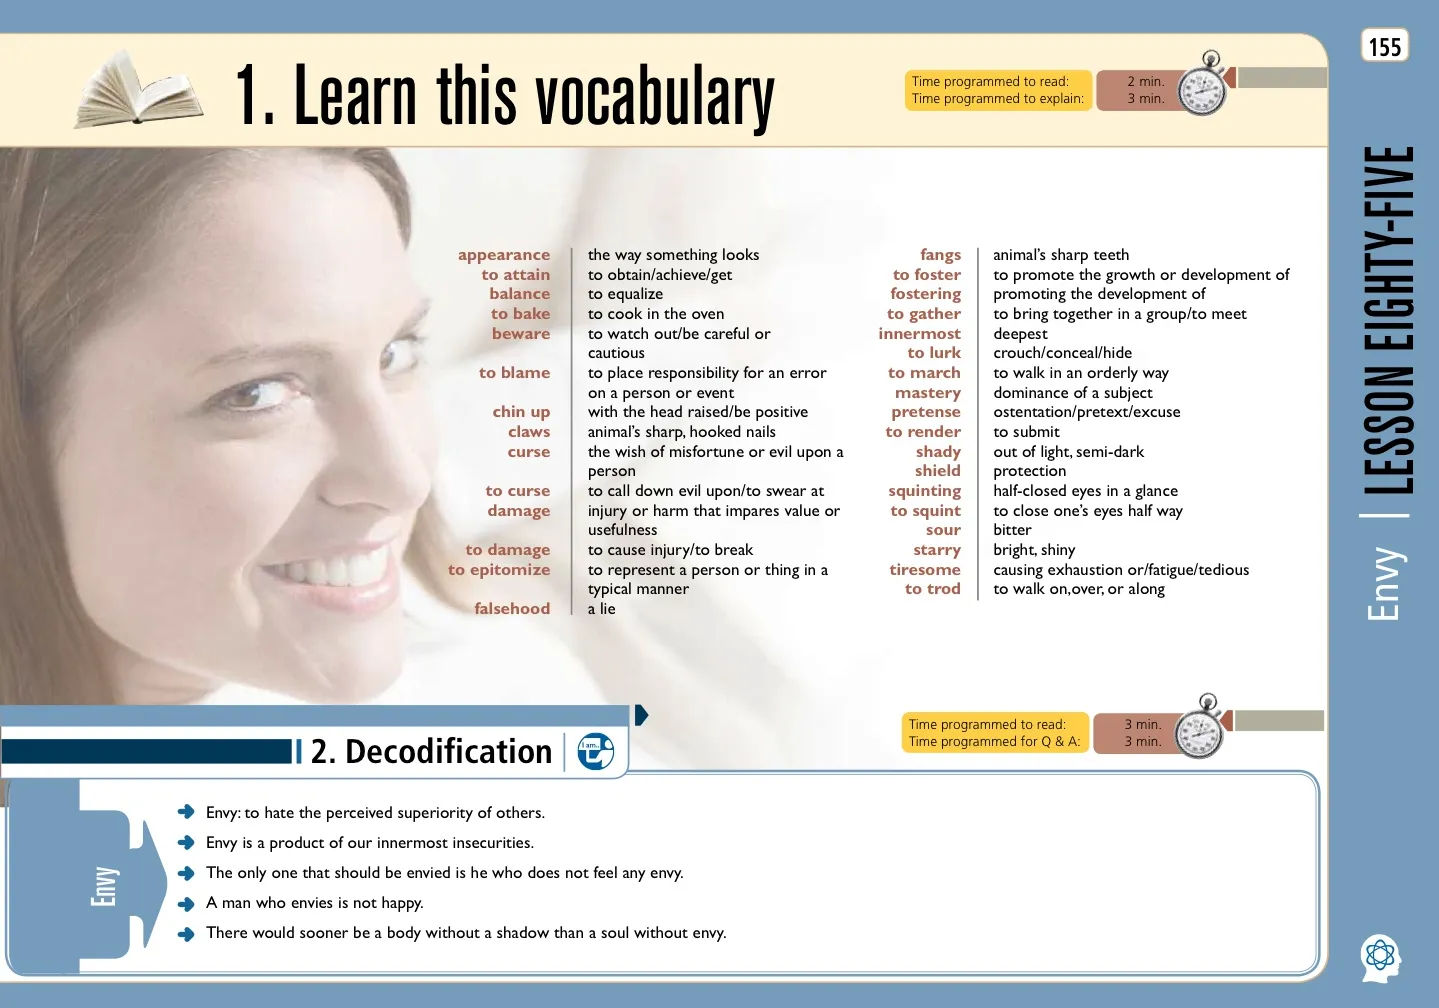 155
1. Learn this vocabulary
Time programmed to read: 2 min.
Time programmed to explain: 3 min.
LESSON EIGHTY-FIVE
Envy
appearance the way something looks
to attain to obtain/achieve/get
balance to equalize
to bake to cook in the oven
beware to watch out/be careful or
cautious
to blame to place responsibility for an error
on a person or event
chin up with the head raised/be positive
claws animal's sharp, hooked nails
curse the wish of misfortune or evil upon a
person
to curse to call down evil upon/to swear at
damage injury or harm that impares value or
usefulness
to damage to cause injury/to break
to epitomize to represent a person or thing in a
typical manner
falsehood a lie
fangs animal's sharp teeth
to foster to promote the growth or development of
fostering promoting the development of
to gather to bring together in a group/to meet
innermost deepest
to lurk crouch/conceal/hide
to march to walk in an orderly way
mastery dominance of a subject
pretense ostentation/pretext/excuse
to render to submit
shady out of light, semi-dark
shield protection
squinting half-closed eyes in a glance
to squint to close one's eyes half way
sour bitter
starry bright, shiny
tiresome causing exhaustion or/fatigue/tedious
to trod to walk on,over, or along
2. Decodification
I am...
Time programmed to read: 3 min.
Time programmed for Q & A: 3 min.
Envy
Envy: to hate the perceived superiority of others.
Envy is a product of our innermost insecurities.
The only one that should be envied is he who does not feel any envy.
A man who envies is not happy.
There would sooner be a body without a shadow than a soul without envy.